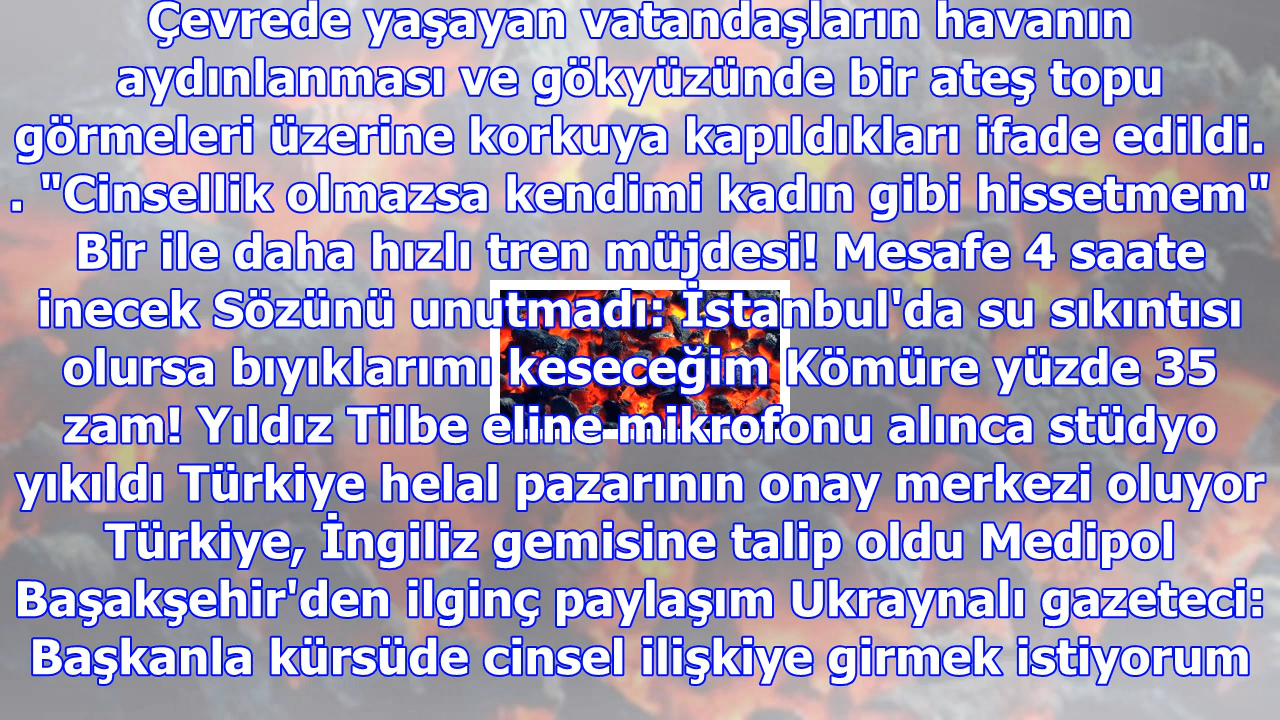 Çevrede yaşayan vatandaşların havanın
aydınlanması ve gökyüzünde bir ateş topu
görmeleri üzerine korkuya kapıldıkları ifade edildi.
. "Cinsellik olmazsa kendimi kadın gibi hissetmem"
Bir ile daha hızlı tren müjdesi! Mesafe 4 saate
inecek Sözünü unutmadı: İstanbul'da su sıkıntısı
olursa bıyıklarımı keseceğim Kömüre yüzde 35
zam! Yıldız Tilbe eline mikrofonu alınca stüdyo
yıkıldı Türkiye helal pazarının onay merkezi oluyor
Türkiye, İngiliz gemisine talip oldu Medipol
Başakşehir'den ilginç paylaşım Ukraynalı gazeteci:
Başkanla kürsüde cinsel ilişkiye girmek istiyorum